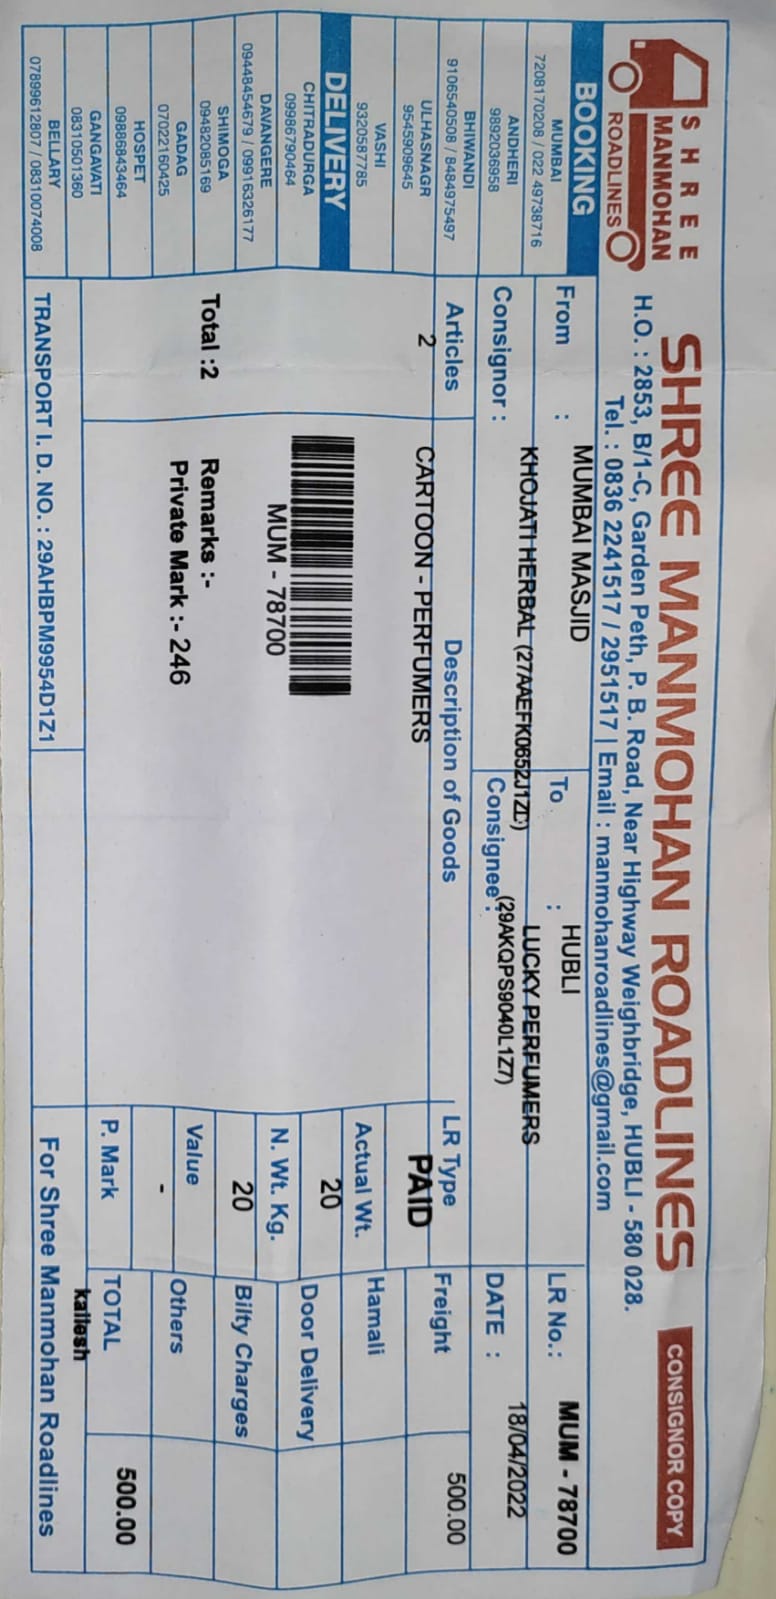 SHREE
MANMOHAN
ROADLINES
SHREE MANMOHAN ROADLINES
CONSIGNOR COPY
H.O. : 2853, B/1-C, Garden Peth, P. B. Road, Near Highway Weighbridge, HUBLI - 580 028.
Tel. : 0836 2241517 / 2951517 | Email : manmohanroadlines@gmail.com
BOOKING
MUMBAI
7208170208 / 022 49738716
ANDHERI
9892036958
BHIWANDI
9106540508 / 8484975497
ULHASNAGR
9545909645
VASHI
9320587785
DELIVERY
CHITRADURGA
09986790464
DAVANGERE
09448454679 / 09916326177
SHIMOGA
09482085169
GADAG
07022160425
HOSPET
09886843464
GANGAVATI
08310501360
BELLARY
07899612807 / 08310074008
From : MUMBAI MASJID
To : HUBLI
LR No.: MUM - 78700
Consignor : KHOJATI HERBAL (27AAEFK0652J1ZD)
Consignee : LUCKY PERFUMERS
(29AKQPS9040L1Z7)
DATE : 18/04/2022
Articles
Description of Goods
LR Type
Freight
500.00
2
CARTOON - PERFUMERS
PAID
Actual Wt.
Hamali
20
MUM - 78700
N. Wt. Kg.
Door Delivery
20
Bilty Charges
Total :2
Remarks :-
Private Mark :- 246
Value
Others
-
P. Mark
TOTAL
500.00
kailesh
TRANSPORT I. D. NO. : 29AHBPM9954D1Z1
For Shree Manmohan Roadlines